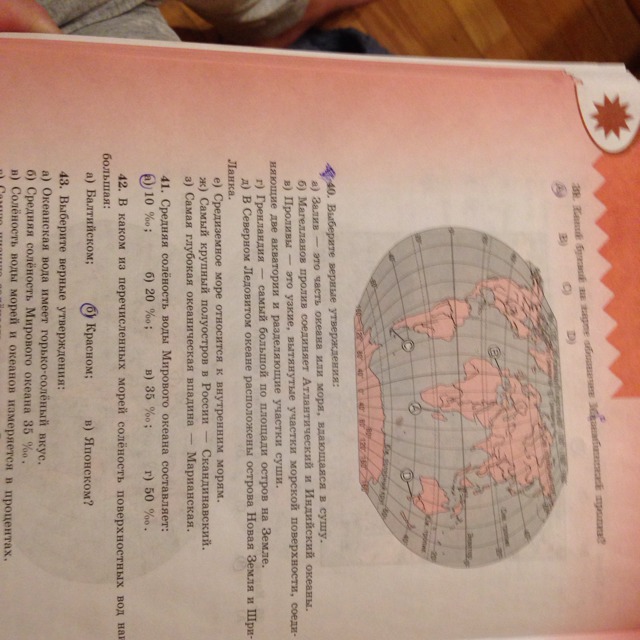 39. Какой буквой на карте обозначен Мозамбикский пролив?
A) B) C) D)
40. Выберите верные утверждения:
а) Залив — это часть океана или моря, вдающаяся в сушу.
б) Магелланов пролив соединяет Атлантический и Индийский океаны.
в) Проливы — это узкие, вытянутые участки морской поверхности, соеди-
няющие две акватории и разделяющие участки суши.
г) Гренландия — самый большой по площади остров на Земле.
д) В Северном Ледовитом океане расположены острова Новая Земля и Шри-
Ланка.
е) Средиземное море относится к внутренним морям.
ж) Самый крупный полуостров в России — Скандинавский.
з) Самая глубокая океаническая впадина — Марианская.
41. Средняя солёность воды Мирового океана составляет:
а) 10 ‰; б) 20 ‰; в) 35 ‰; г) 50 ‰.
42. В каком из перечисленных морей солёность поверхностных вод наи
большая:
а) Балтийском; б) Красном; в) Японском?
43. Выберите верные утверждения:
а) Океанская вода имеет горько-солёный вкус.
б) Средняя солёность Мирового океана 35 ‰.
в) Солёность воды морей и океанов измеряется в процентах.